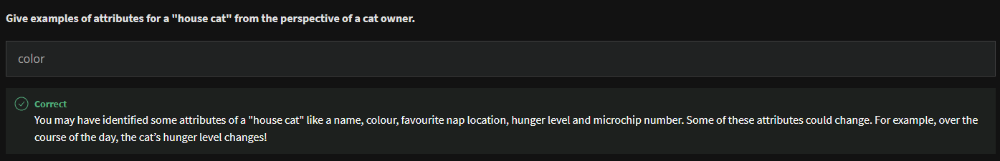 Give examples of attributes for a "house cat" from the perspective of a cat owner.
color
Correct
You may have identified some attributes of a "house cat" like a name, colour, favourite nap location, hunger level and microchip number. Some of these attributes could change. For example, over the
course of the day, the cat’s hunger level changes!